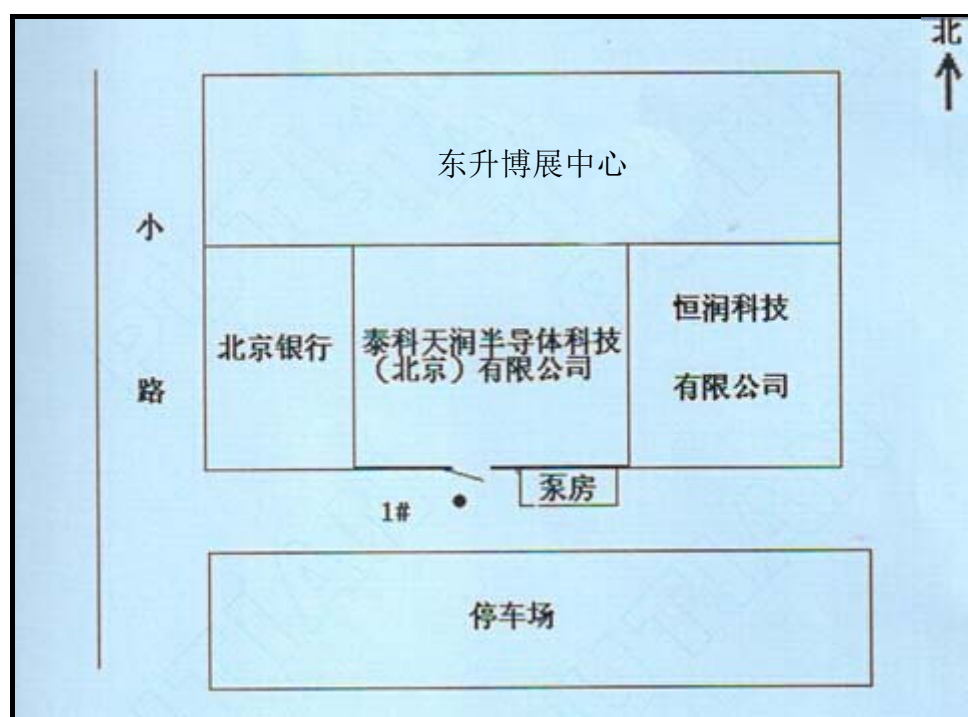 北
东升博展中心
小
路
北京银行
泰科天润半导体科技
（北京）有限公司
恒润科技
有限公司
泵房
1#
停车场